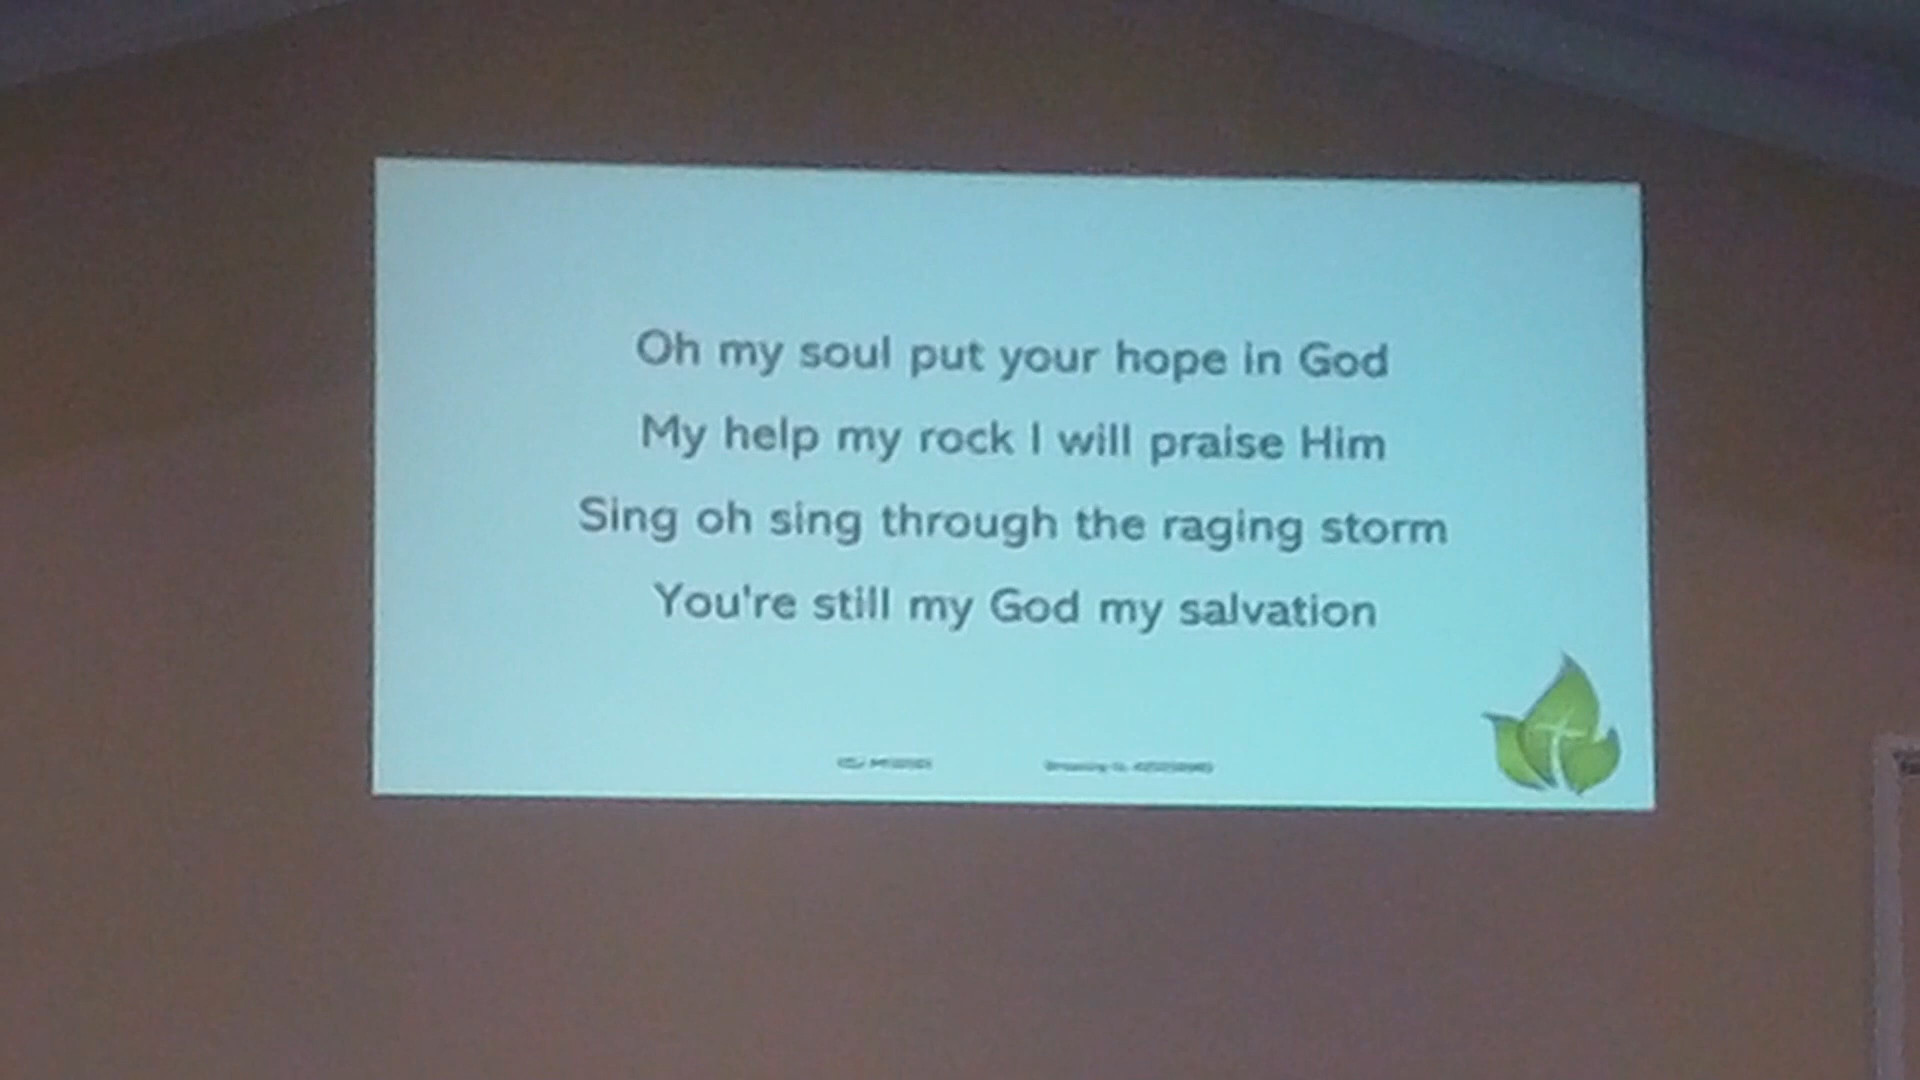 Oh my soul put your hope in God
My help my rock I will praise Him
Sing oh sing through the raging storm
You're still my God my salvation